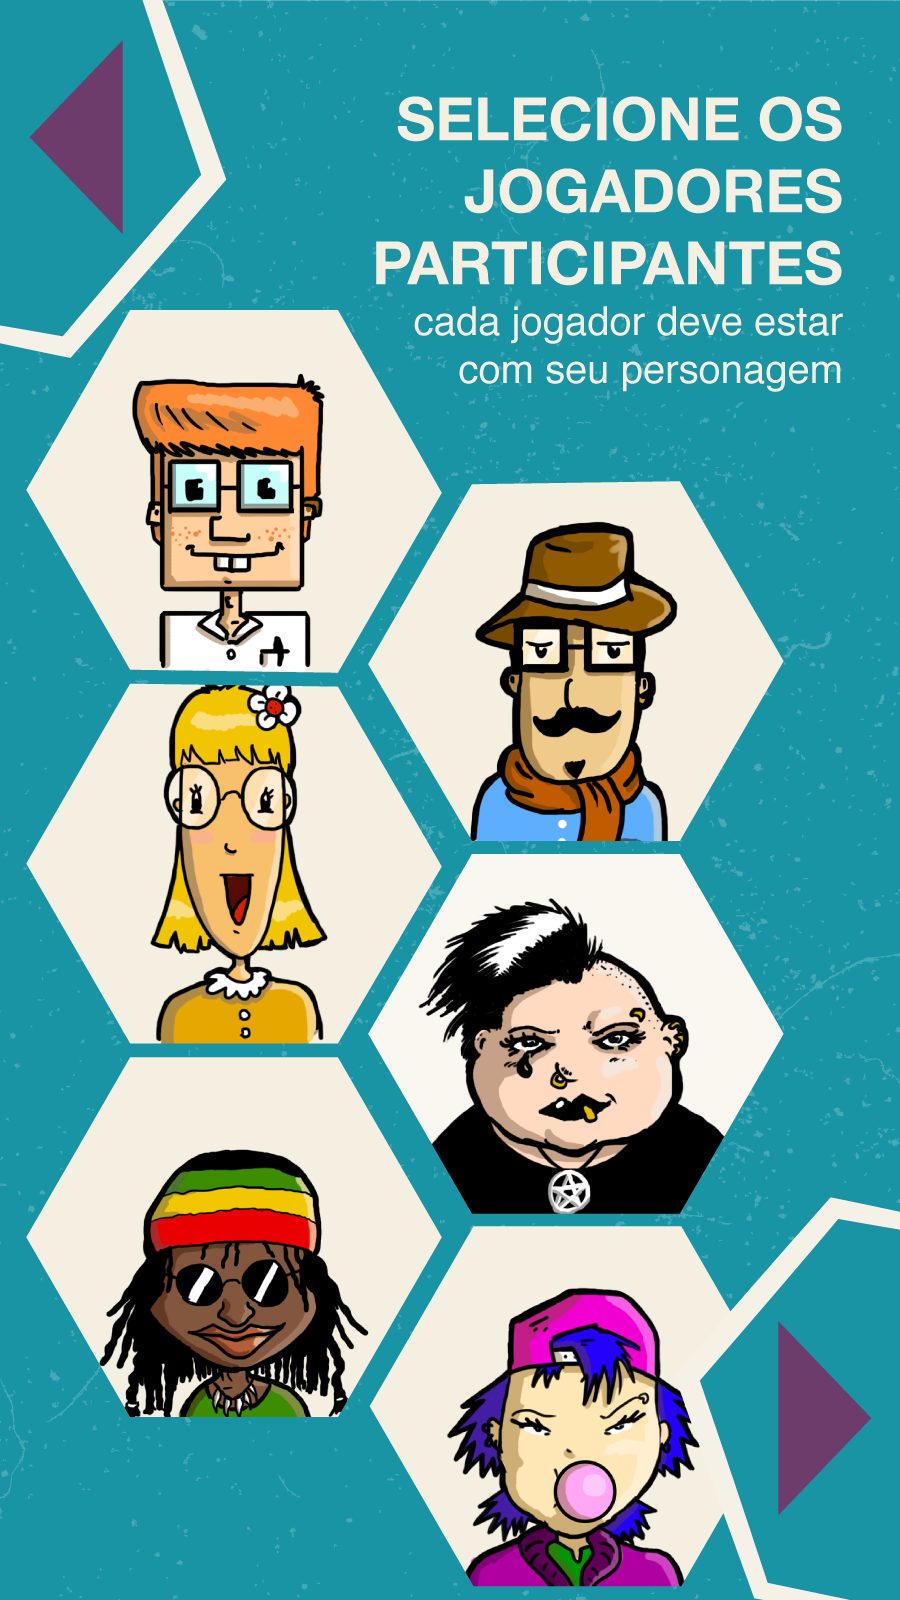 SELECIONE OS
JOGADORES
PARTICIPANTES
cada jogador deve estar
com seu personagem